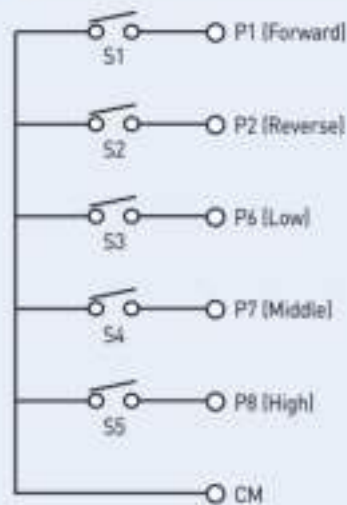 P1 (Forward)
S1
P2 (Reverse)
S2
P6 (Low)
S3
P7 (Middle)
S4
P8 (High)
S5
CM